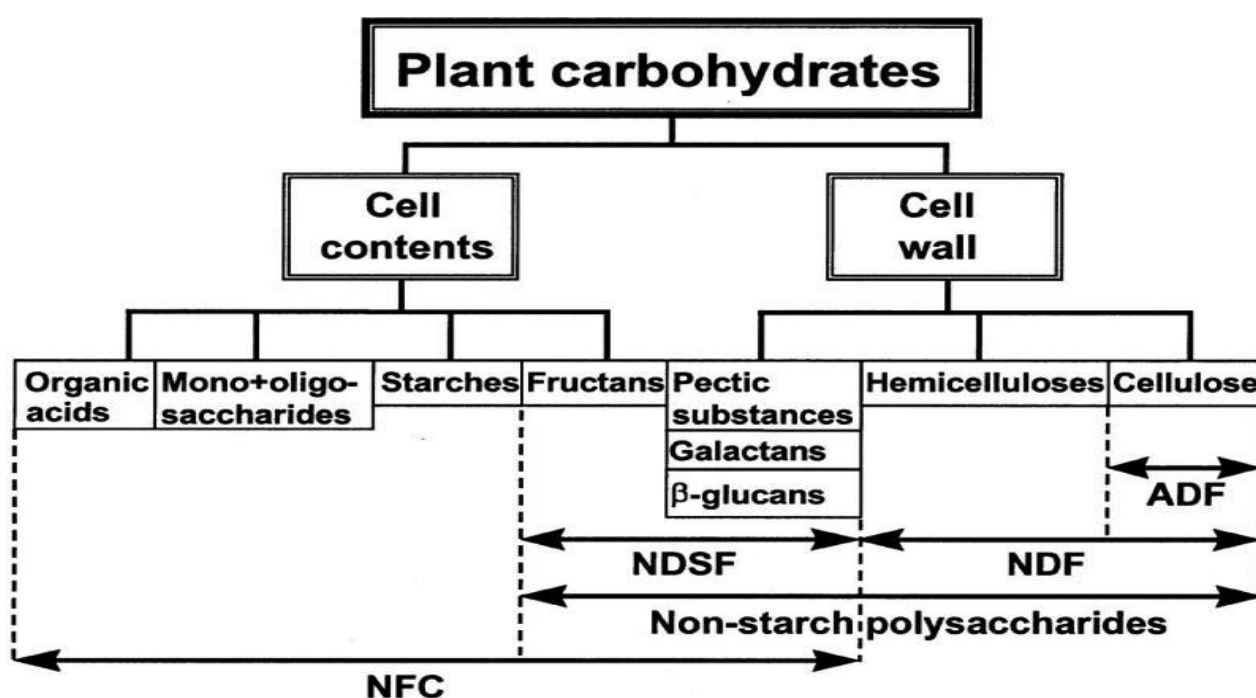 Plant carbohydrates
Cell
contents
Cell
wall
Organic
acids
Mono+oligo-
saccharides
Starches
Fructans
Pectic
substances
Galactans
β-glucans
Hemicelluloses
Cellulose
ADF
NDSF
NDF
Non-starch polysaccharides
NFC